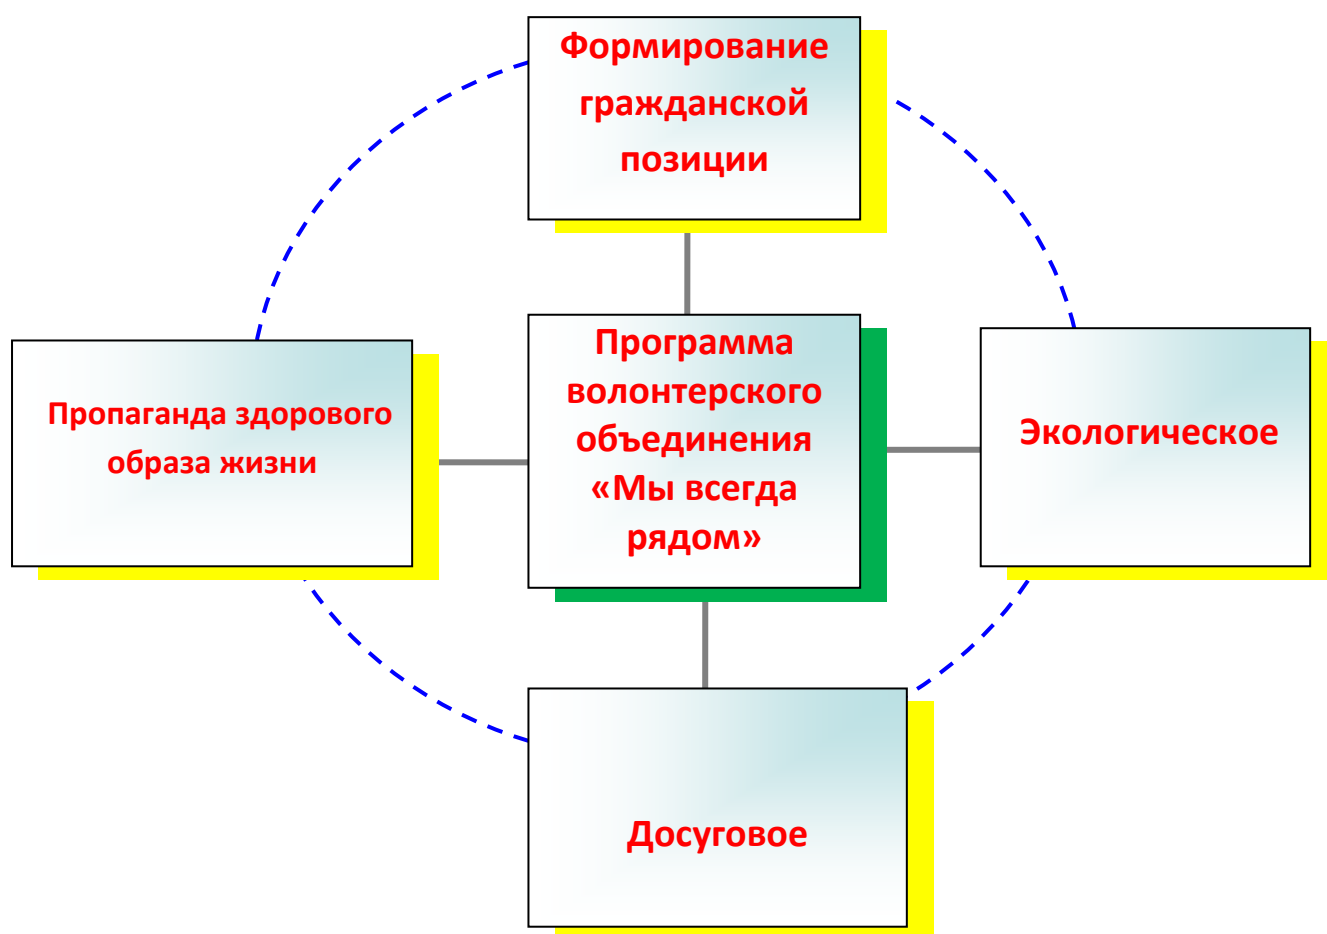 Формирование
гражданской
позиции
Пропаганда здорового
образа жизни
Программа
волонтерского
объединения
«Мы всегда
рядом»
Экологическое
Досуговое